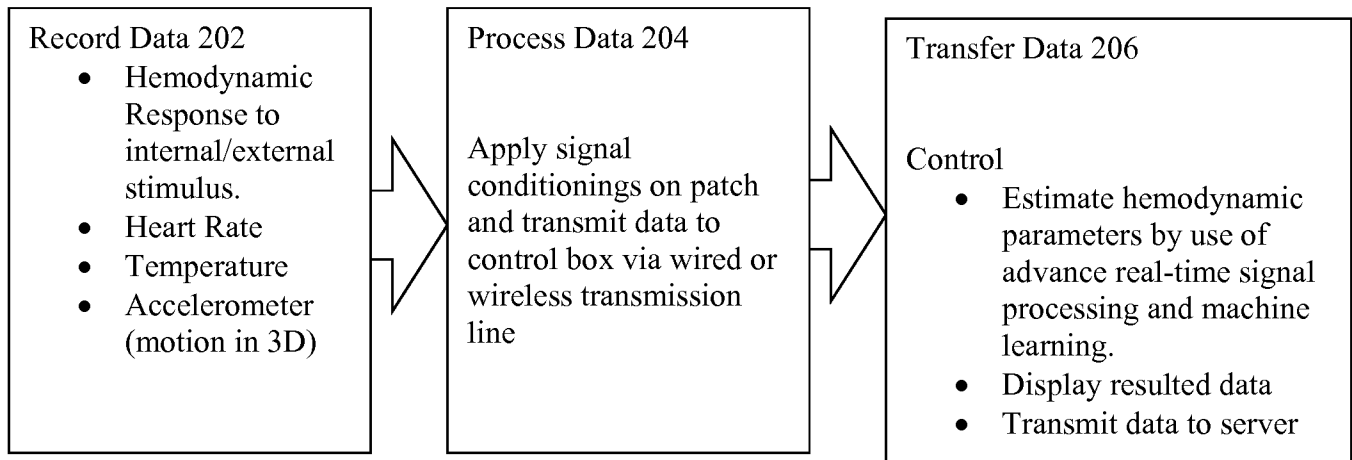 Record Data 202
• Hemodynamic
Response to
internal/external
stimulus.
• Heart Rate
• Temperature
• Accelerometer
(motion in 3D)
Process Data 204
Apply signal
conditionings on patch
and transmit data to
control box via wired or
wireless transmission
line
Transfer Data 206
Control
• Estimate hemodynamic
parameters by use of
advance real-time signal
processing and machine
learning.
• Display resulted data
• Transmit data to server